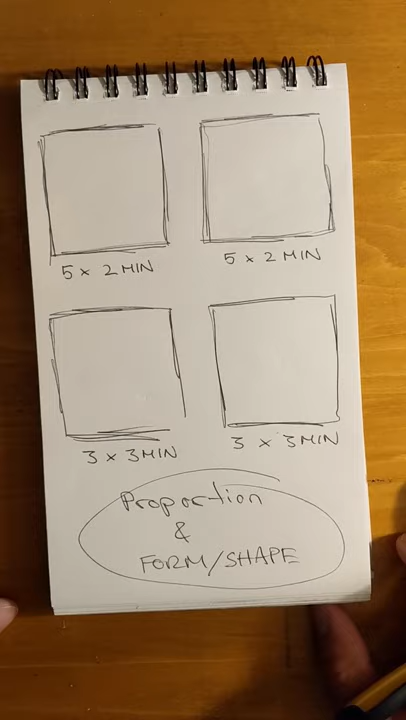 5 × 2 MIN
5 × 2 MIN
3 × 3 MIN
3 × 3 MIN
Proportion
&
FORM/SHAPE